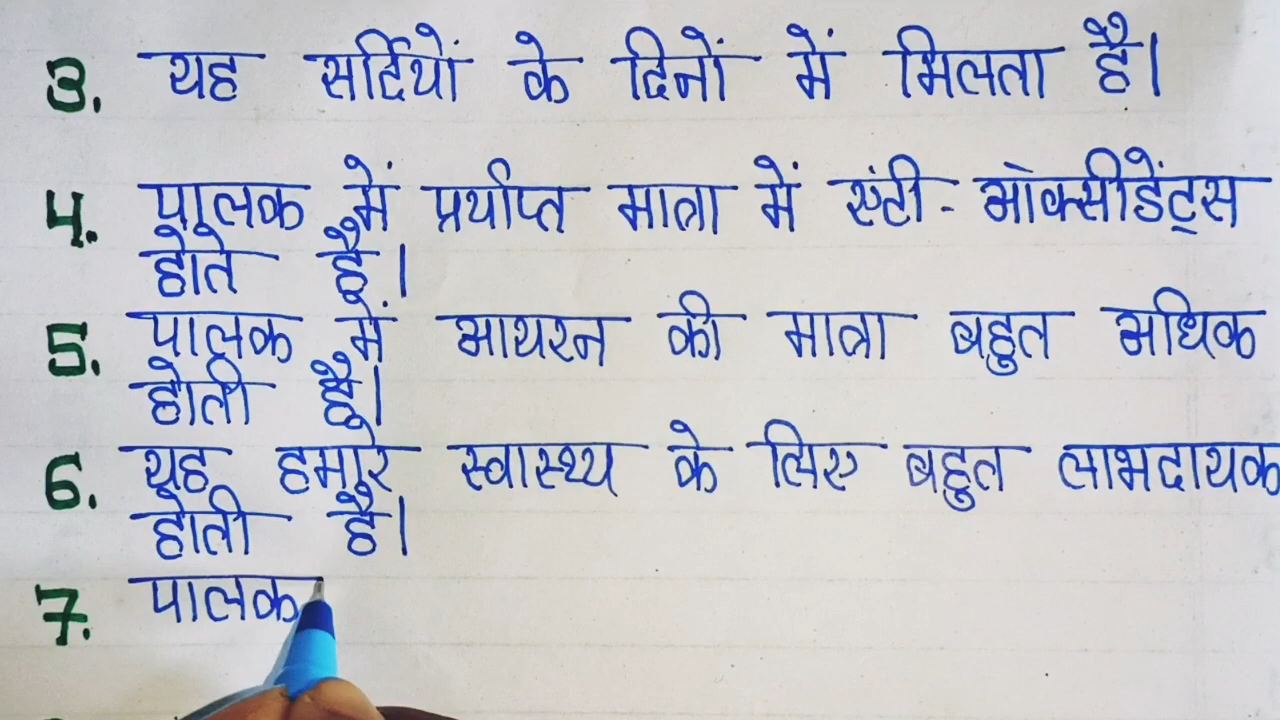 3. यह सर्दियों के दिनों में मिलता है।
4. पालक में पर्याप्त मात्रा में एंटी-ऑक्सीडेंट्स
होते है।
5. पालक में आयरन की मात्रा बहुत अधिक
होती है।
6. यह हमारे स्वास्थ्य के लिए बहुत लाभदायक
होती है।
7. पालक